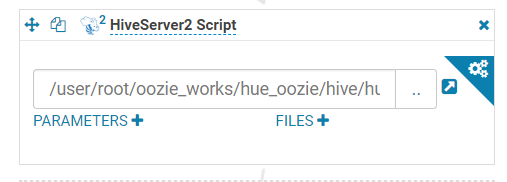 2 HiveServer2 Script
/user/root/oozie_works/hue_oozie/hive/hu
..
PARAMETERS
FILES